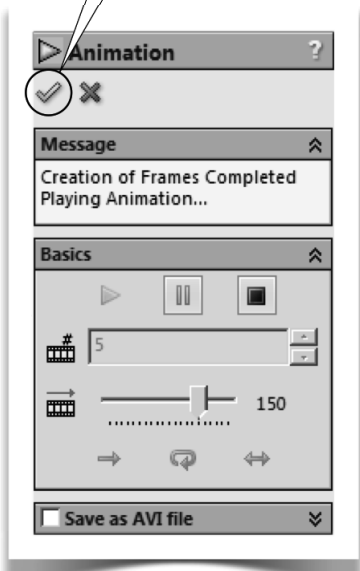 Animation ?
Message
Creation of Frames Completed
Playing Animation...
Basics
#
5
150
Save as AVI file